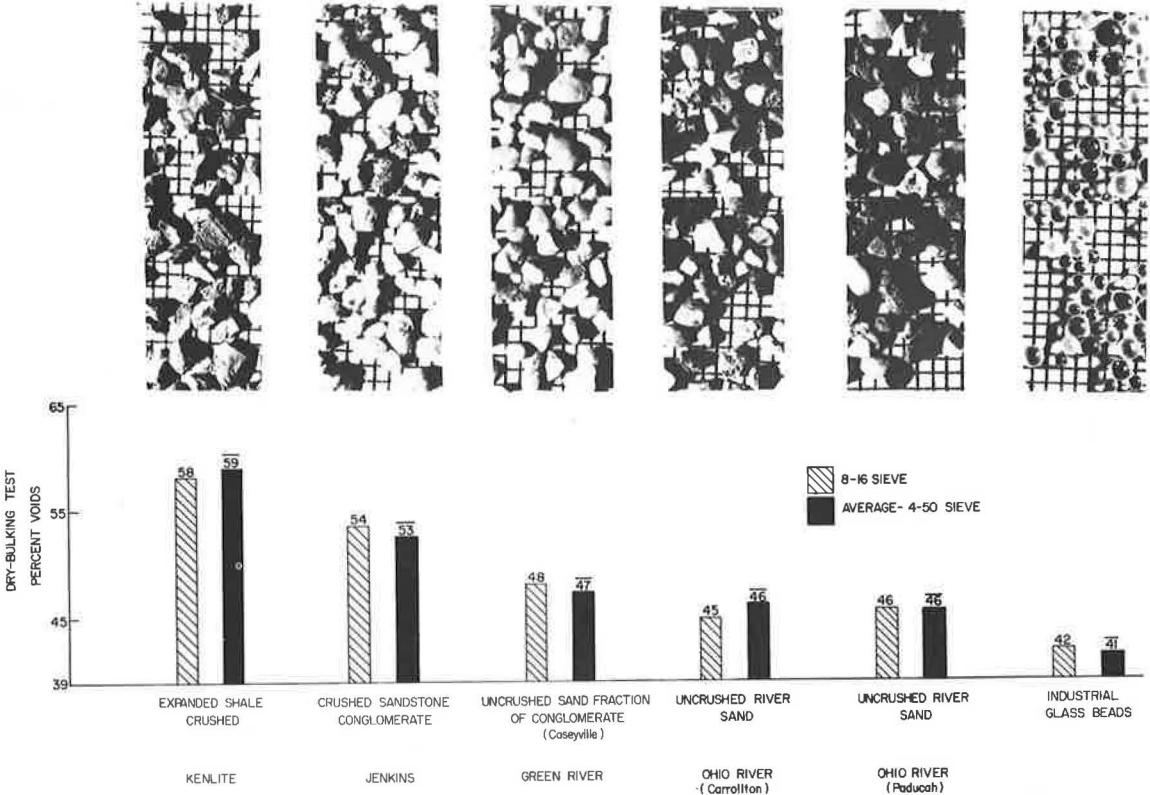 65
55
45
39
DRY-BULKING TEST
PERCENT VOIDS
58
59
54
53
48
47
45
46
46
46
42
41
8-16 SIEVE
AVERAGE- 4-50 SIEVE
EXPANDED SHALE
CRUSHED
KENLITE
CRUSHED SANDSTONE
CONGLOMERATE
JENKINS
UNCRUSHED SAND FRACTION
OF CONGLOMERATE
(Caseyville)
GREEN RIVER
UNCRUSHED RIVER
SAND
OHIO RIVER
(Carrollton)
UNCRUSHED RIVER
SAND
OHIO RIVER
(Paducah)
INDUSTRIAL
GLASS BEADS